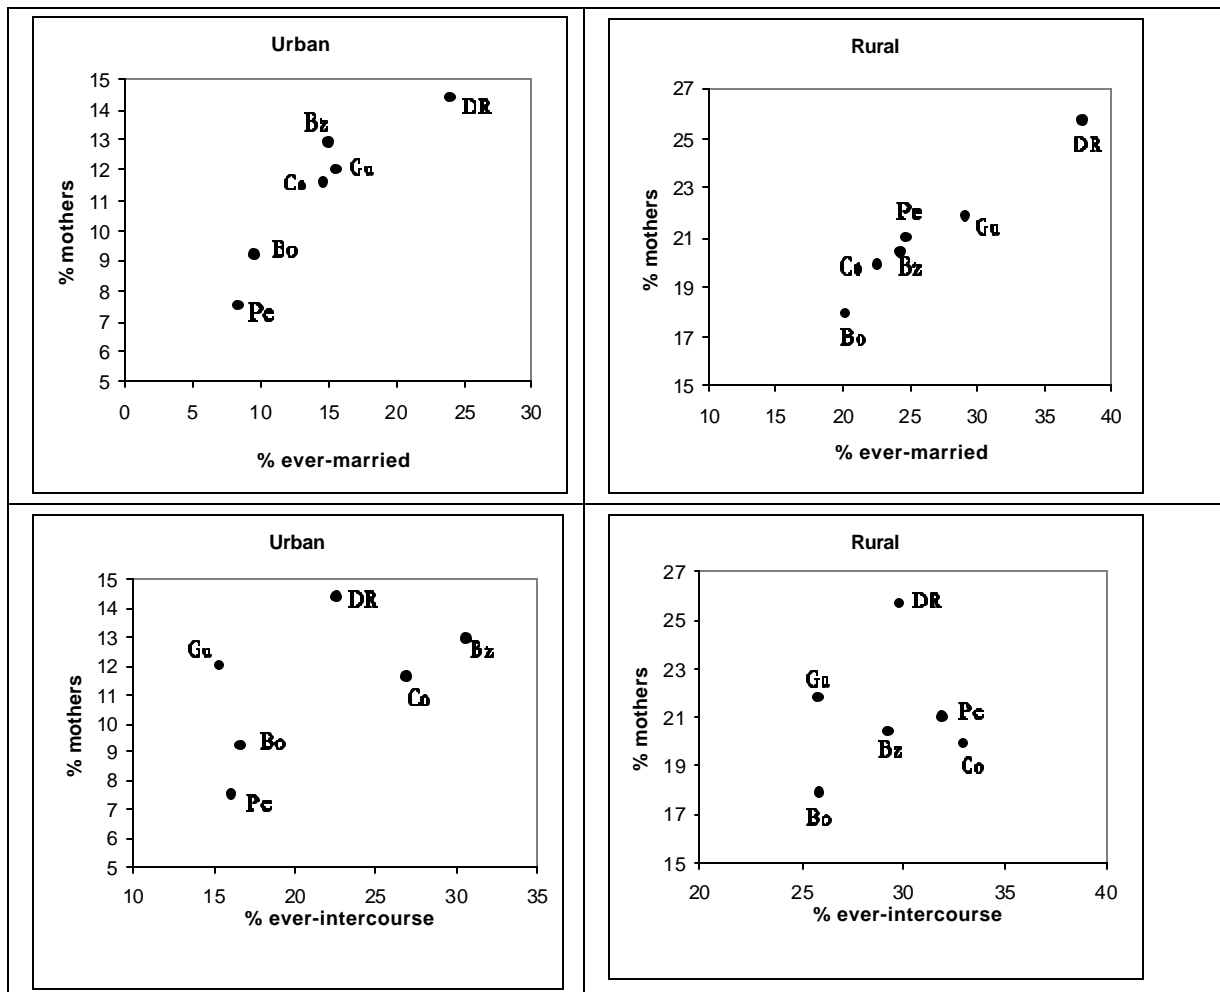 Urban
15
14
13
12
11
10
9
8
7
6
5
% mothers
DR
Bz
Gu
Co
Bo
Pe
0 5 10 15 20 25 30
% ever-married
Rural
27
25
23
21
19
17
15
% mothers
DR
Pe
Gu
Co
Bz
Bo
10 15 20 25 30 35 40
% ever-married
Urban
15
14
13
12
11
10
9
8
7
6
5
% mothers
DR
Gu
Bz
Co
Bo
Pe
10 15 20 25 30 35
% ever-intercourse
Rural
27
25
23
21
19
17
15
% mothers
DR
Gu
Pe
Bz
Co
Bo
20 25 30 35 40
% ever-intercourse